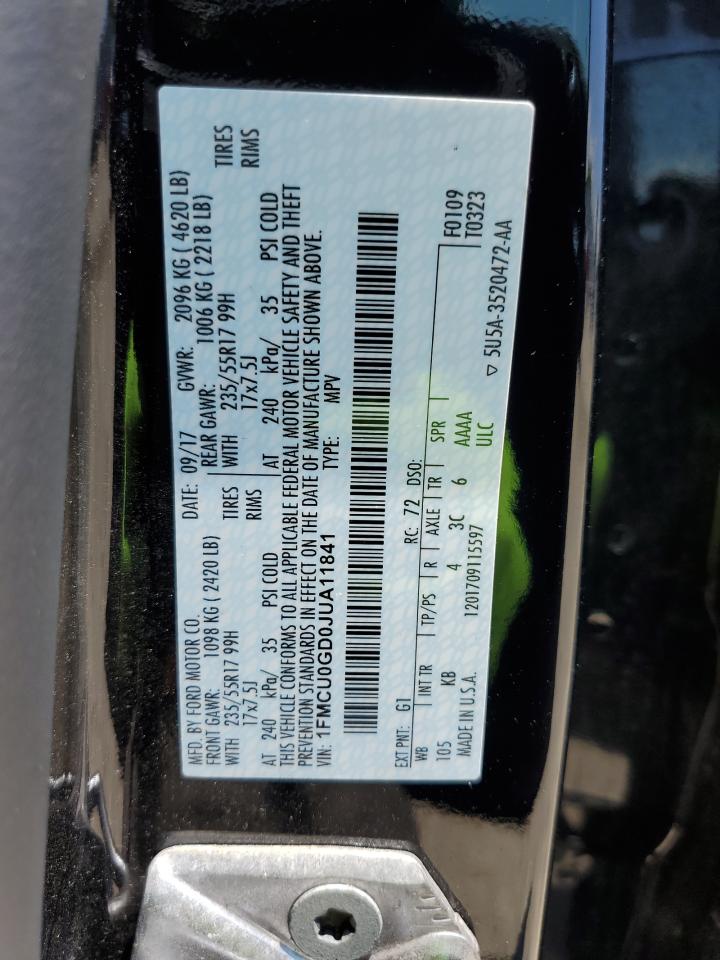 MFD. BY FORD MOTOR CO.
DATE: 09/17 GVWR: 2096 KG ( 4620 LB)
FRONT GAWR: 1098 KG ( 2420 LB) REAR GAWR: 1006 KG ( 2218 LB)
WITH 235/55R17 99H TIRES WITH 235/55R17 99H TIRES
17x7.5J RIMS 17x7.5J RIMS
AT 240 kPa/ 35 PSI COLD AT 240 kPa/ 35 PSI COLD
THIS VEHICLE CONFORMS TO ALL APPLICABLE FEDERAL MOTOR VEHICLE SAFETY AND THEFT
PREVENTION STANDARDS IN EFFECT ON THE DATE OF MANUFACTURE SHOWN ABOVE.
VIN: 1FMCU0GD0JUA11841 TYPE: MPV
EXT PNT: G1 RC: 72 DSO:
WB INT TR TP/PS R AXLE TR SPR F0109
105 KB 4 3C 6 AAAA T0323
MADE IN U.S.A. 1201709115597 ULC ▽ 5U5A-3520472-AA